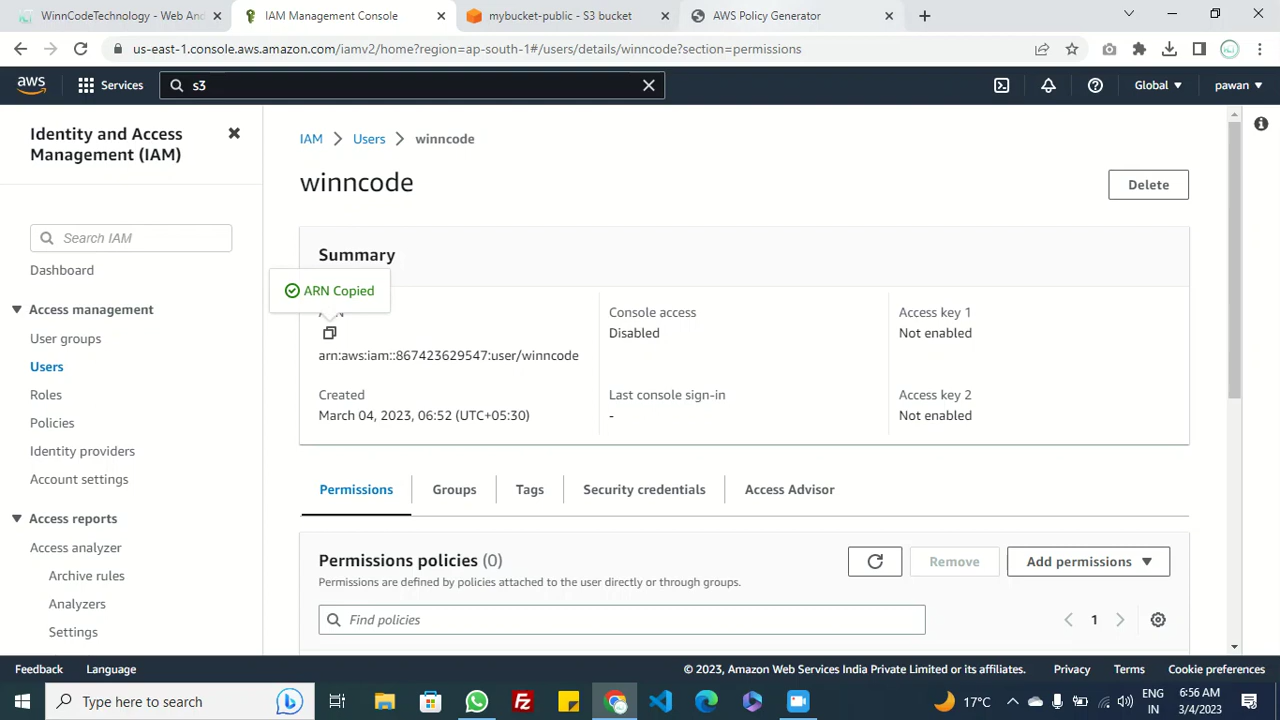 WinnCodeTechnology - Web And
IAM Management Console
mybucket-public - S3 bucket
AWS Policy Generator
us-east-1.console.aws.amazon.com/iamv2/home?region=ap-south-1#/users/details/winncode?section=permissions
aws
Services
s3
Global
pawan
Identity and Access
Management (IAM)
Search IAM
Dashboard
Access management
User groups
Users
Roles
Policies
Identity providers
Account settings
Access reports
Access analyzer
Archive rules
Analyzers
Settings
IAM > Users > winncode
winncode
Delete
Summary
ARN Copied
arn:aws:iam::867423629547:user/winncode
Console access
Disabled
Access key 1
Not enabled
Created
March 04, 2023, 06:52 (UTC+05:30)
Last console sign-in
-
Access key 2
Not enabled
Permissions
Groups
Tags
Security credentials
Access Advisor
Permissions policies (0)
Permissions are defined by policies attached to the user directly or through groups.
Remove
Add permissions
Find policies
1
Feedback
Language
© 2023, Amazon Web Services India Private Limited or its affiliates.
Privacy
Terms
Cookie preferences
Type here to search
17°C
ENG
IN
6:56 AM
3/4/2023